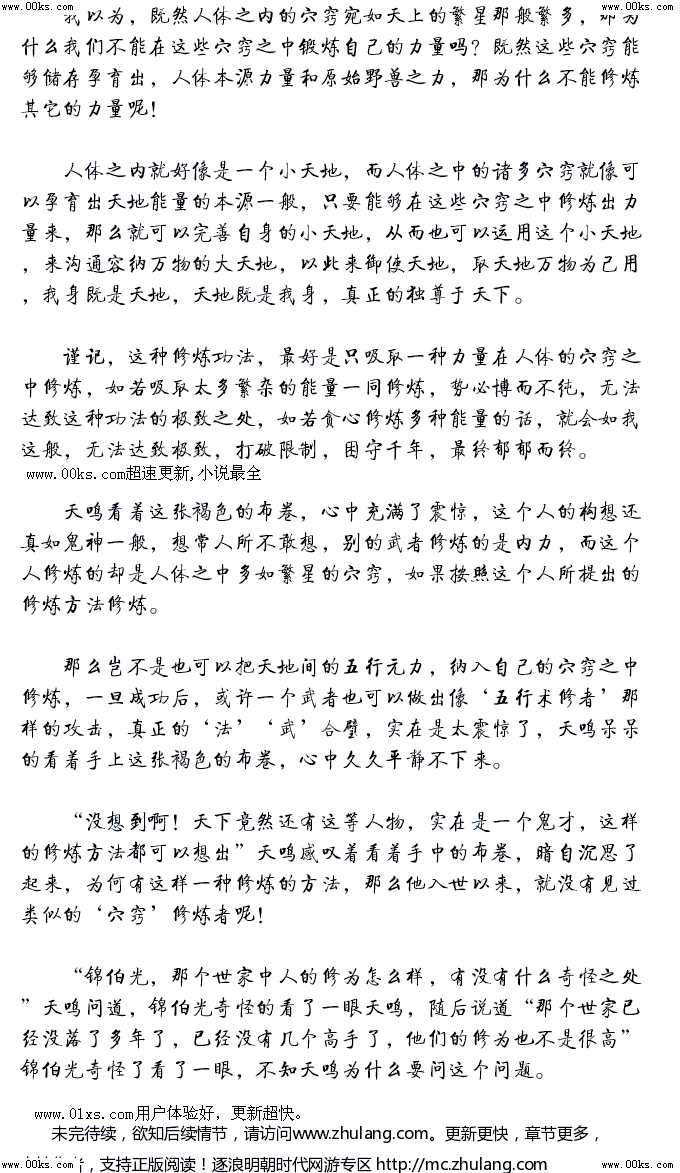 www.00ks.com www.00ks.com www.00ks.com
我以为，既然人体之内的穴窍宛如天上的繁星那般繁多，那为
什么我们不能在这些穴窍之中锻炼自己的力量吗？既然这些穴窍能
够储存孕育出，人体本源力量和原始野兽之力，那为什么不能修炼
其它的力量呢！
人体之内就好像是一个小天地，而人体之中的诸多穴窍就像可
以孕育出天地能量的本源一般，只要能够在这些穴窍之中修炼出力
量来，那么就可以完善自身的小天地，从而也可以运用这个小天地
，来沟通容纳万物的大天地，以此来御使天地，取天地万物为己用
，我身既是天地，天地既是我身，真正的独尊于天下。
谨记，这种修炼功法，最好是只吸取一种力量在人体的穴窍之
中修炼，如若吸取太多繁杂的能量一同修炼，势必博而不纯，无法
达致这种功法的极致之处，如若贪心修炼多种能量的话，就会如我
这般，无法达致极致，打破限制，困守千年，最终郁郁而终。
www.00ks.com超速更新,小说最全
天鸣看着这张褐色的布卷，心中充满了震惊，这个人的构想还
真如鬼神一般，想常人所不敢想，别的武者修炼的是内力，而这个
人修炼的却是人体之中多如繁星的穴窍，如果按照这个人所提出的
修炼方法修炼。
那么岂不是也可以把天地间的五行元力，纳入自己的穴窍之中
修炼，一旦成功后，或许一个武者也可以做出像‘五行术修者’那
样的攻击，真正的‘法’‘武’合璧，实在是太震惊了，天鸣呆呆
的看着手上这张褐色的布卷，心中久久平静不下来。
“没想到啊！天下竟然还有这等人物，实在是一个鬼才，这样
的修炼方法都可以想出”天鸣感叹着看着手中的布卷，暗自沉思了
起来，为何有这样一种修炼的方法，那么他入世以来，就没有见过
类似的‘穴窍’修炼者呢！
“锦伯光，那个世家中人的修为怎么样，有没有什么奇怪之处
”天鸣问道，锦伯光奇怪的看了一眼天鸣，随后说道“那个世家已
经没落了多年了，已经没有几个高手了，他们的修为也不是很高”
锦伯光奇怪了看了一眼，不知天鸣为什么要问这个问题。
www.01xs.com用户体验好，更新超快。
未完待续，欲知后续情节，请访问www.zhulang.com。更新更快，章节更多，
，支持正版阅读！逐浪明朝时代网游专区 http://mc.zhulang.com
www.00ks.com www.00ks.com www.00ks.com